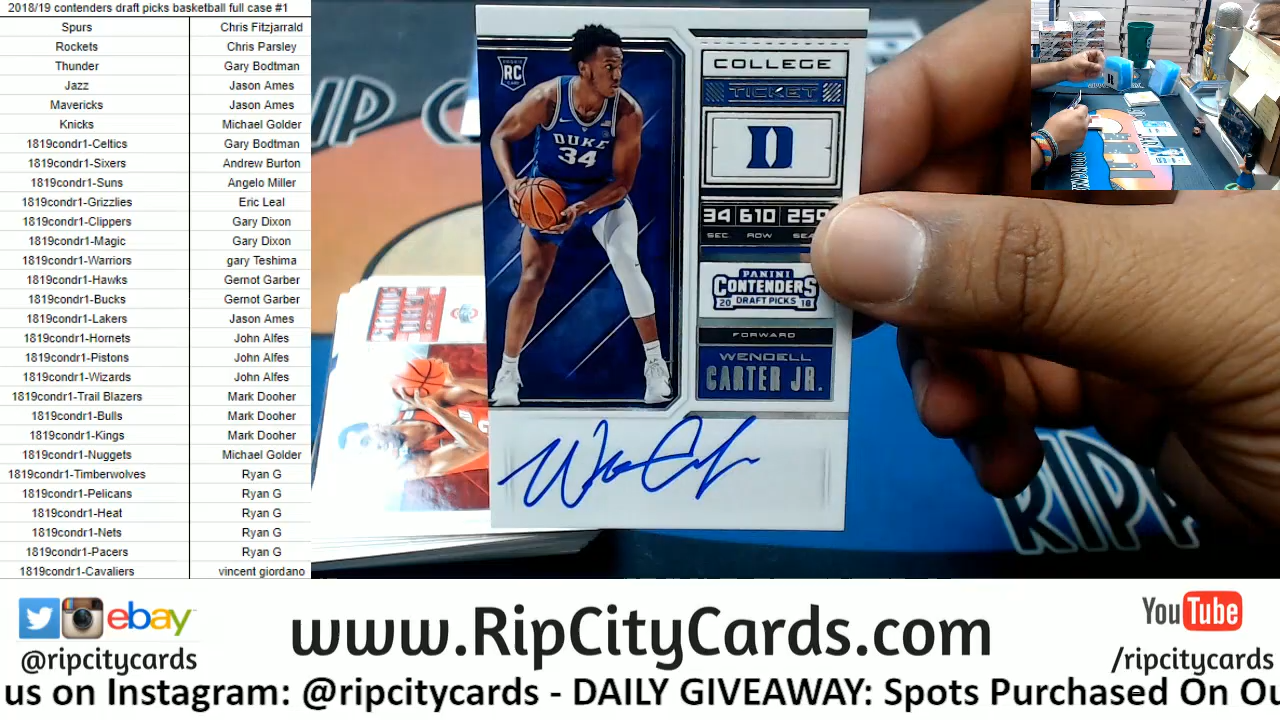 2018/19 contenders draft picks basketball full case #1
Spurs Chris Fitzjarrald
Rockets Chris Parsley
Thunder Gary Bodtman
Jazz Jason Ames
Mavericks Jason Ames
Knicks Michael Golder
1819condr1-Celtics Gary Bodtman
1819condr1-Sixers Andrew Burton
1819condr1-Suns Angelo Miller
1819condr1-Grizzlies Eric Leal
1819condr1-Clippers Gary Dixon
1819condr1-Magic Gary Dixon
1819condr1-Warriors gary Teshima
1819condr1-Hawks Gernot Garber
1819condr1-Bucks Gernot Garber
1819condr1-Lakers Jason Ames
1819condr1-Hornets John Alfes
1819condr1-Pistons John Alfes
1819condr1-Wizards John Alfes
1819condr1-Trail Blazers Mark Dooher
1819condr1-Bulls Mark Dooher
1819condr1-Kings Mark Dooher
1819condr1-Nuggets Michael Golder
1819condr1-Timberwolves Ryan G
1819condr1-Pelicans Ryan G
1819condr1-Heat Ryan G
1819condr1-Nets Ryan G
1819condr1-Pacers Ryan G
1819condr1-Cavaliers vincent giordano
RC
DUKE
34
COLLEGE
TICKET
D
34 610 250
SEC. ROW
PANINI
CONTENDERS
20 DRAFT PICKS 18
FORWARD
WENDELL
CARTER JR.
IP C
RIP
ebay
@ripcitycards
www.RipCityCards.com
YouTube
/ripcitycards
us on Instagram: @ripcitycards - DAILY GIVEAWAY: Spots Purchased On Ou